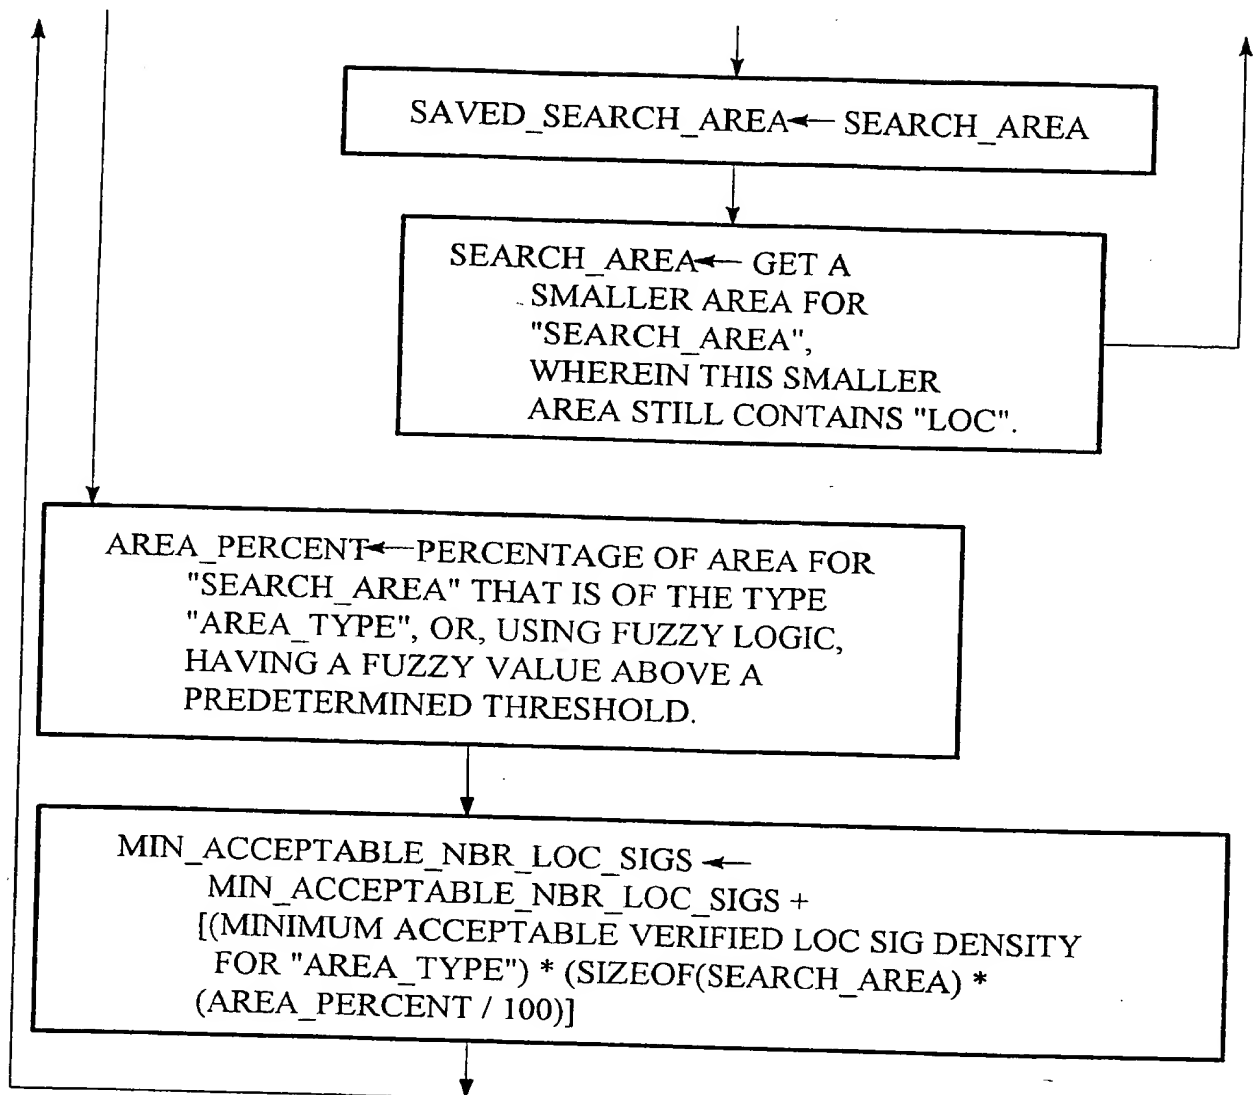 SAVED_SEARCH_AREA← SEARCH_AREA
SEARCH_AREA← GET A
SMALLER AREA FOR
"SEARCH_AREA",
WHEREIN THIS SMALLER
AREA STILL CONTAINS "LOC".
AREA_PERCENT←PERCENTAGE OF AREA FOR
"SEARCH_AREA" THAT IS OF THE TYPE
"AREA_TYPE", OR, USING FUZZY LOGIC,
HAVING A FUZZY VALUE ABOVE A
PREDETERMINED THRESHOLD.
MIN_ACCEPTABLE_NBR_LOC_SIGS ←
MIN_ACCEPTABLE_NBR_LOC_SIGS +
[(MINIMUM ACCEPTABLE VERIFIED LOC SIG DENSITY
FOR "AREA_TYPE") * (SIZEOF(SEARCH_AREA) *
(AREA_PERCENT / 100)]